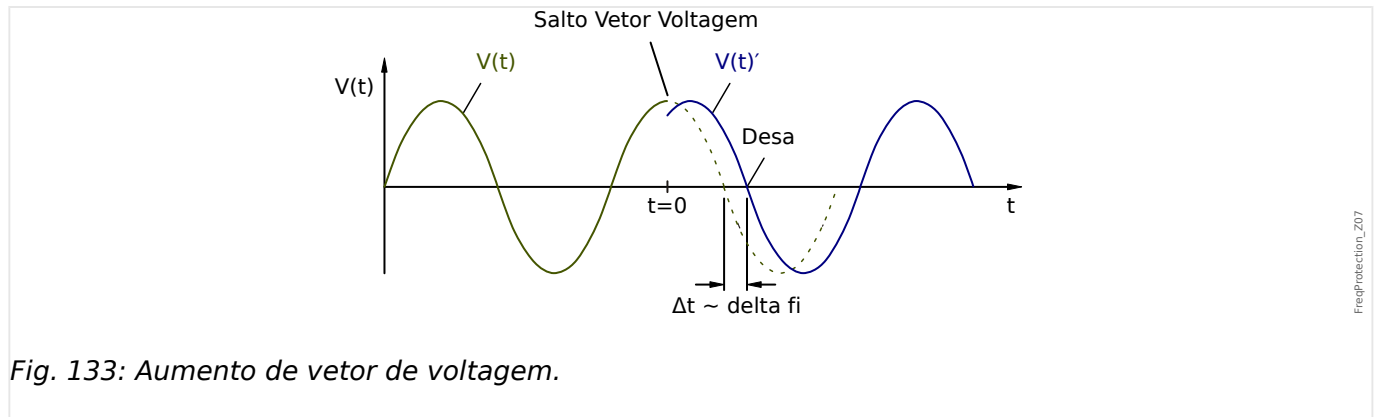 Salto Vetor Voltagem
V(t)
V(t)′
V(t)
Desa
t=0
t
Δt ~ delta fi
FreqProtection_Z07
Fig. 133: Aumento de vetor de voltagem.